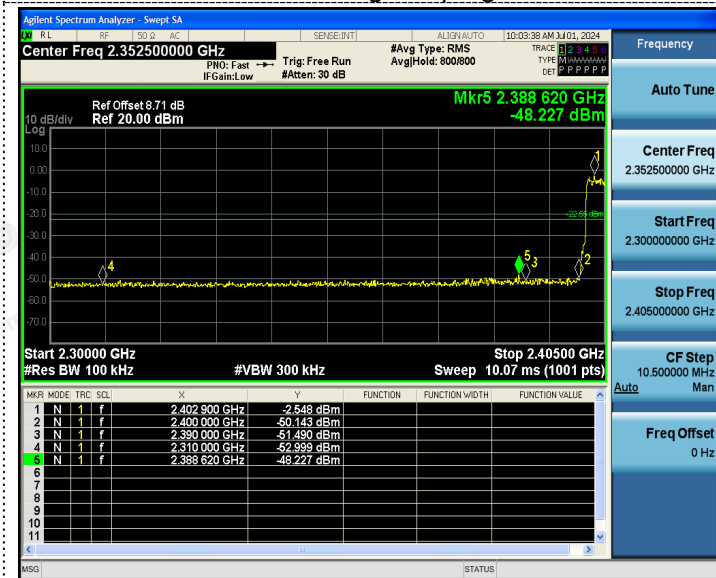 Agilent Spectrum Analyzer - Swept SA
LXI RL RF 50 Ω AC SENSE:INT ALIGN AUTO 10:03:38 AM Jul 01, 2024
Center Freq 2.352500000 GHz
PNO: Fast
IFGain:Low
Trig: Free Run
#Atten: 30 dB
#Avg Type: RMS
Avg|Hold: 800/800
TRACE 1 2 3 4 5 6
TYPE M
DET P P P P P P
Mkr5 2.388 620 GHz
-48.227 dBm
Ref Offset 8.71 dB
10 dB/div Ref 20.00 dBm
Log
10.0
0.00
-10.0
-20.0
-30.0
-40.0
-50.0
-60.0
-70.0
1
-22.55 dBm
4
5
3
2
Start 2.30000 GHz Stop 2.40500 GHz
#Res BW 100 kHz #VBW 300 kHz Sweep 10.07 ms (1001 pts)
MKR MODE TRC SCL X Y FUNCTION FUNCTION WIDTH FUNCTION VALUE
1 N 1 f 2.402 900 GHz -2.548 dBm
2 N 1 f 2.400 000 GHz -50.143 dBm
3 N 1 f 2.390 000 GHz -51.490 dBm
4 N 1 f 2.310 000 GHz -52.999 dBm
5 N 1 f 2.388 620 GHz -48.227 dBm
6
7
8
9
10
11
MSG STATUS
Frequency
Auto Tune
Center Freq
2.352500000 GHz
Start Freq
2.300000000 GHz
Stop Freq
2.405000000 GHz
CF Step
10.500000 MHz
Auto Man
Freq Offset
0 Hz